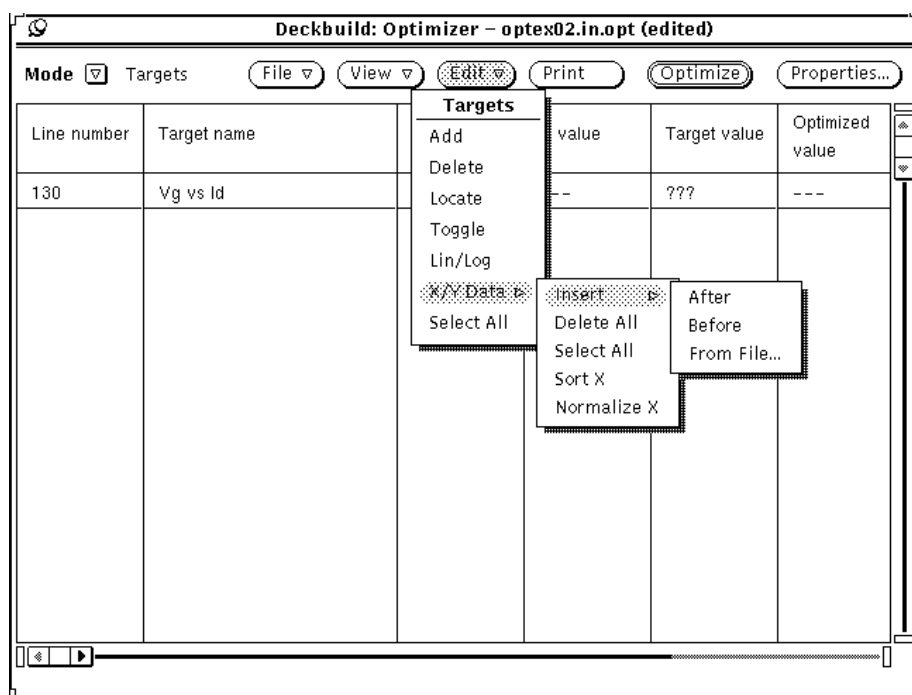 Deckbuild: Optimizer – optex02.in.opt (edited)
Mode Targets File View Edit Print Optimize Properties...
Line number Target name value Target value Optimized value
130 Vg vs Id -- ??? ---
Targets
Add
Delete
Locate
Toggle
Lin/Log
X/Y Data
Select All
Insert
Delete All
Select All
Sort X
Normalize X
After
Before
From File...